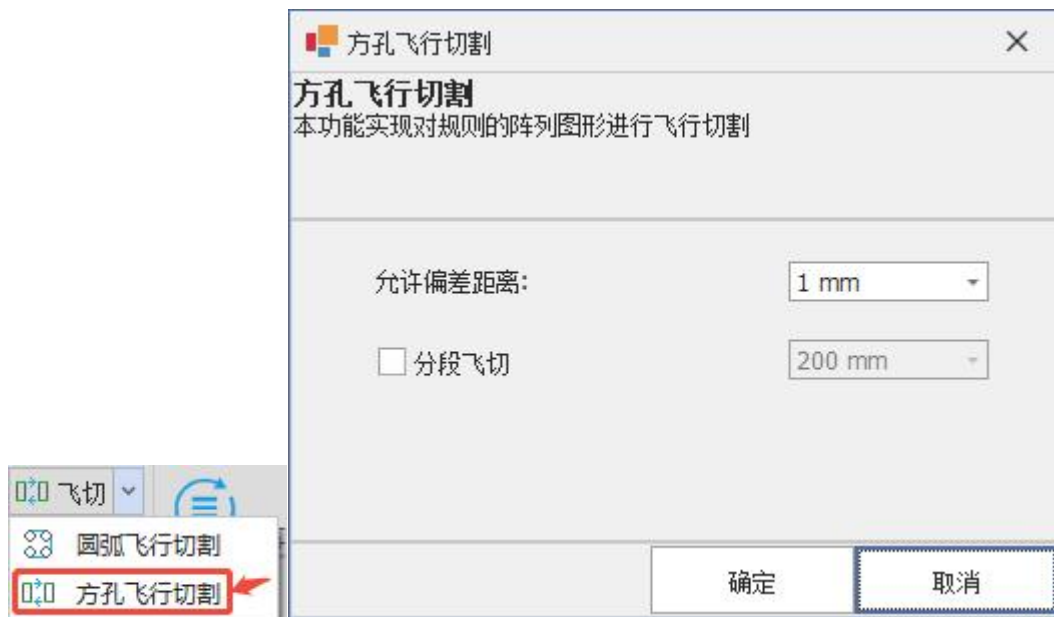 方孔飞行切割
方孔飞行切割
本功能实现对规则的阵列图形进行飞行切割
允许偏差距离:
1 mm
分段飞切
200 mm
确定
取消
飞切
圆弧飞行切割
方孔飞行切割